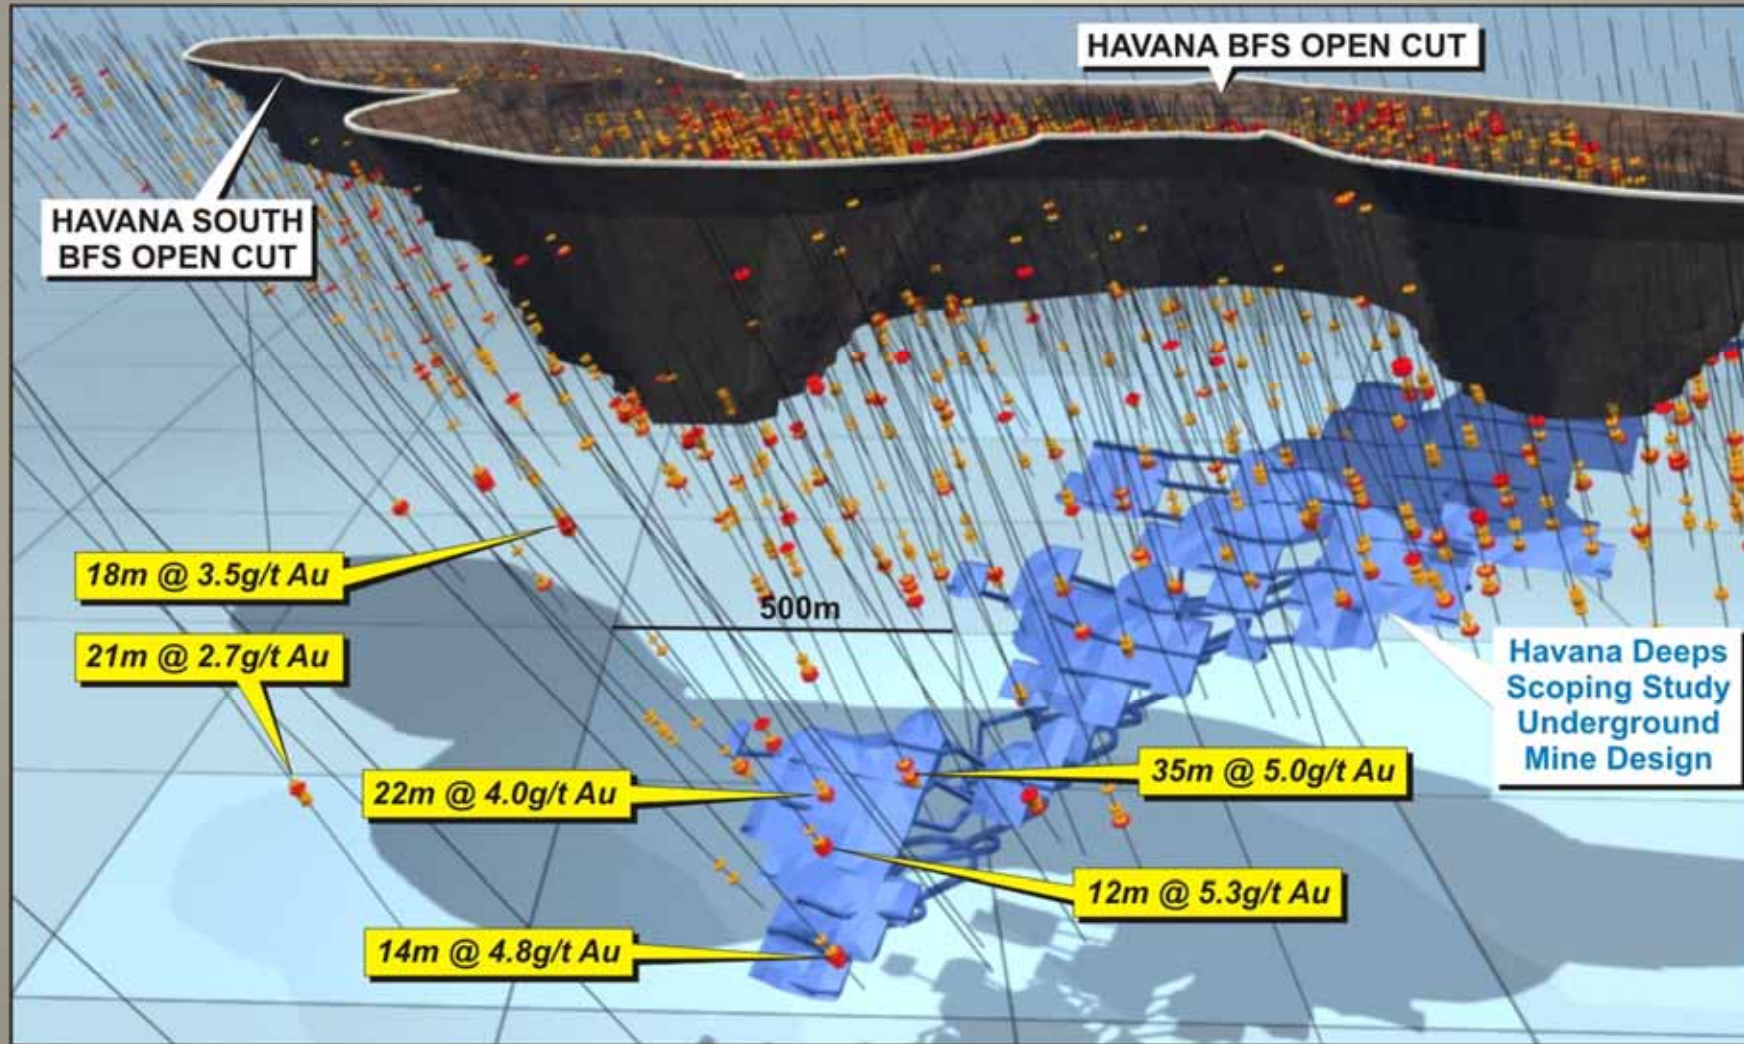 HAVANA BFS OPEN CUT
HAVANA SOUTH
BFS OPEN CUT
18m @ 3.5g/t Au
500m
21m @ 2.7g/t Au
Havana Deeps
Scoping Study
Underground
Mine Design
22m @ 4.0g/t Au
35m @ 5.0g/t Au
12m @ 5.3g/t Au
14m @ 4.8g/t Au